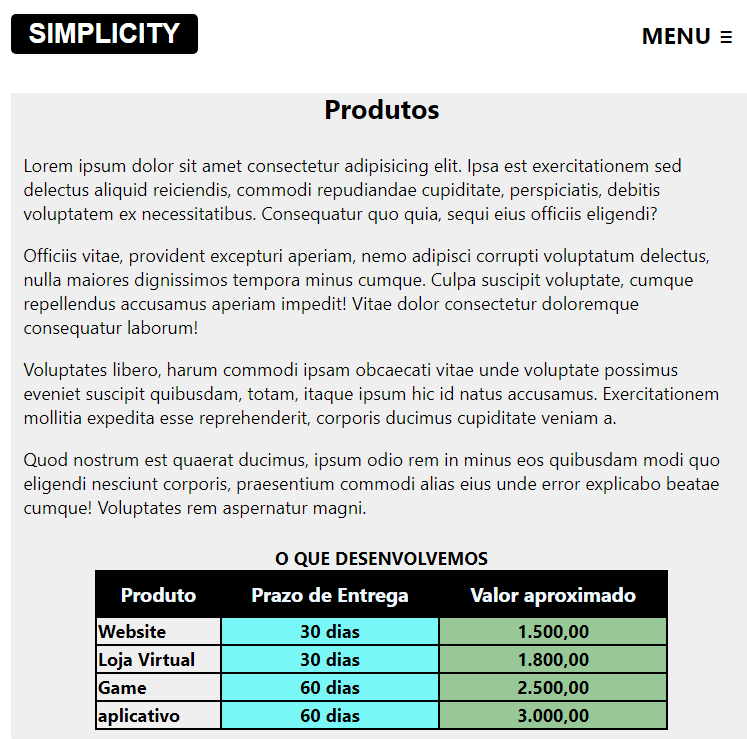 SIMPLICITY
MENU ☰
Produtos
Lorem ipsum dolor sit amet consectetur adipisicing elit. Ipsa est exercitationem sed
delectus aliquid reiciendis, commodi repudiandae cupiditate, perspiciatis, debitis
voluptatem ex necessitatibus. Consequatur quo quia, sequi eius officiis eligendi?
Officiis vitae, provident excepturi aperiam, nemo adipisci corrupti voluptatum delectus,
nulla maiores dignissimos tempora minus cumque. Culpa suscipit voluptate, cumque
repellendus accusamus aperiam impedit! Vitae dolor consectetur doloremque
consequatur laborum!
Voluptates libero, harum commodi ipsam obcaecati vitae unde voluptate possimus
eveniet suscipit quibusdam, totam, itaque ipsum hic id natus accusamus. Exercitationem
mollitia expedita esse reprehenderit, corporis ducimus cupiditate veniam a.
Quod nostrum est quaerat ducimus, ipsum odio rem in minus eos quibusdam modi quo
eligendi nesciunt corporis, praesentium commodi alias eius unde error explicabo beatae
cumque! Voluptates rem aspernatur magni.
O QUE DESENVOLVEMOS
Produto Prazo de Entrega Valor aproximado
Website 30 dias 1.500,00
Loja Virtual 30 dias 1.800,00
Game 60 dias 2.500,00
aplicativo 60 dias 3.000,00